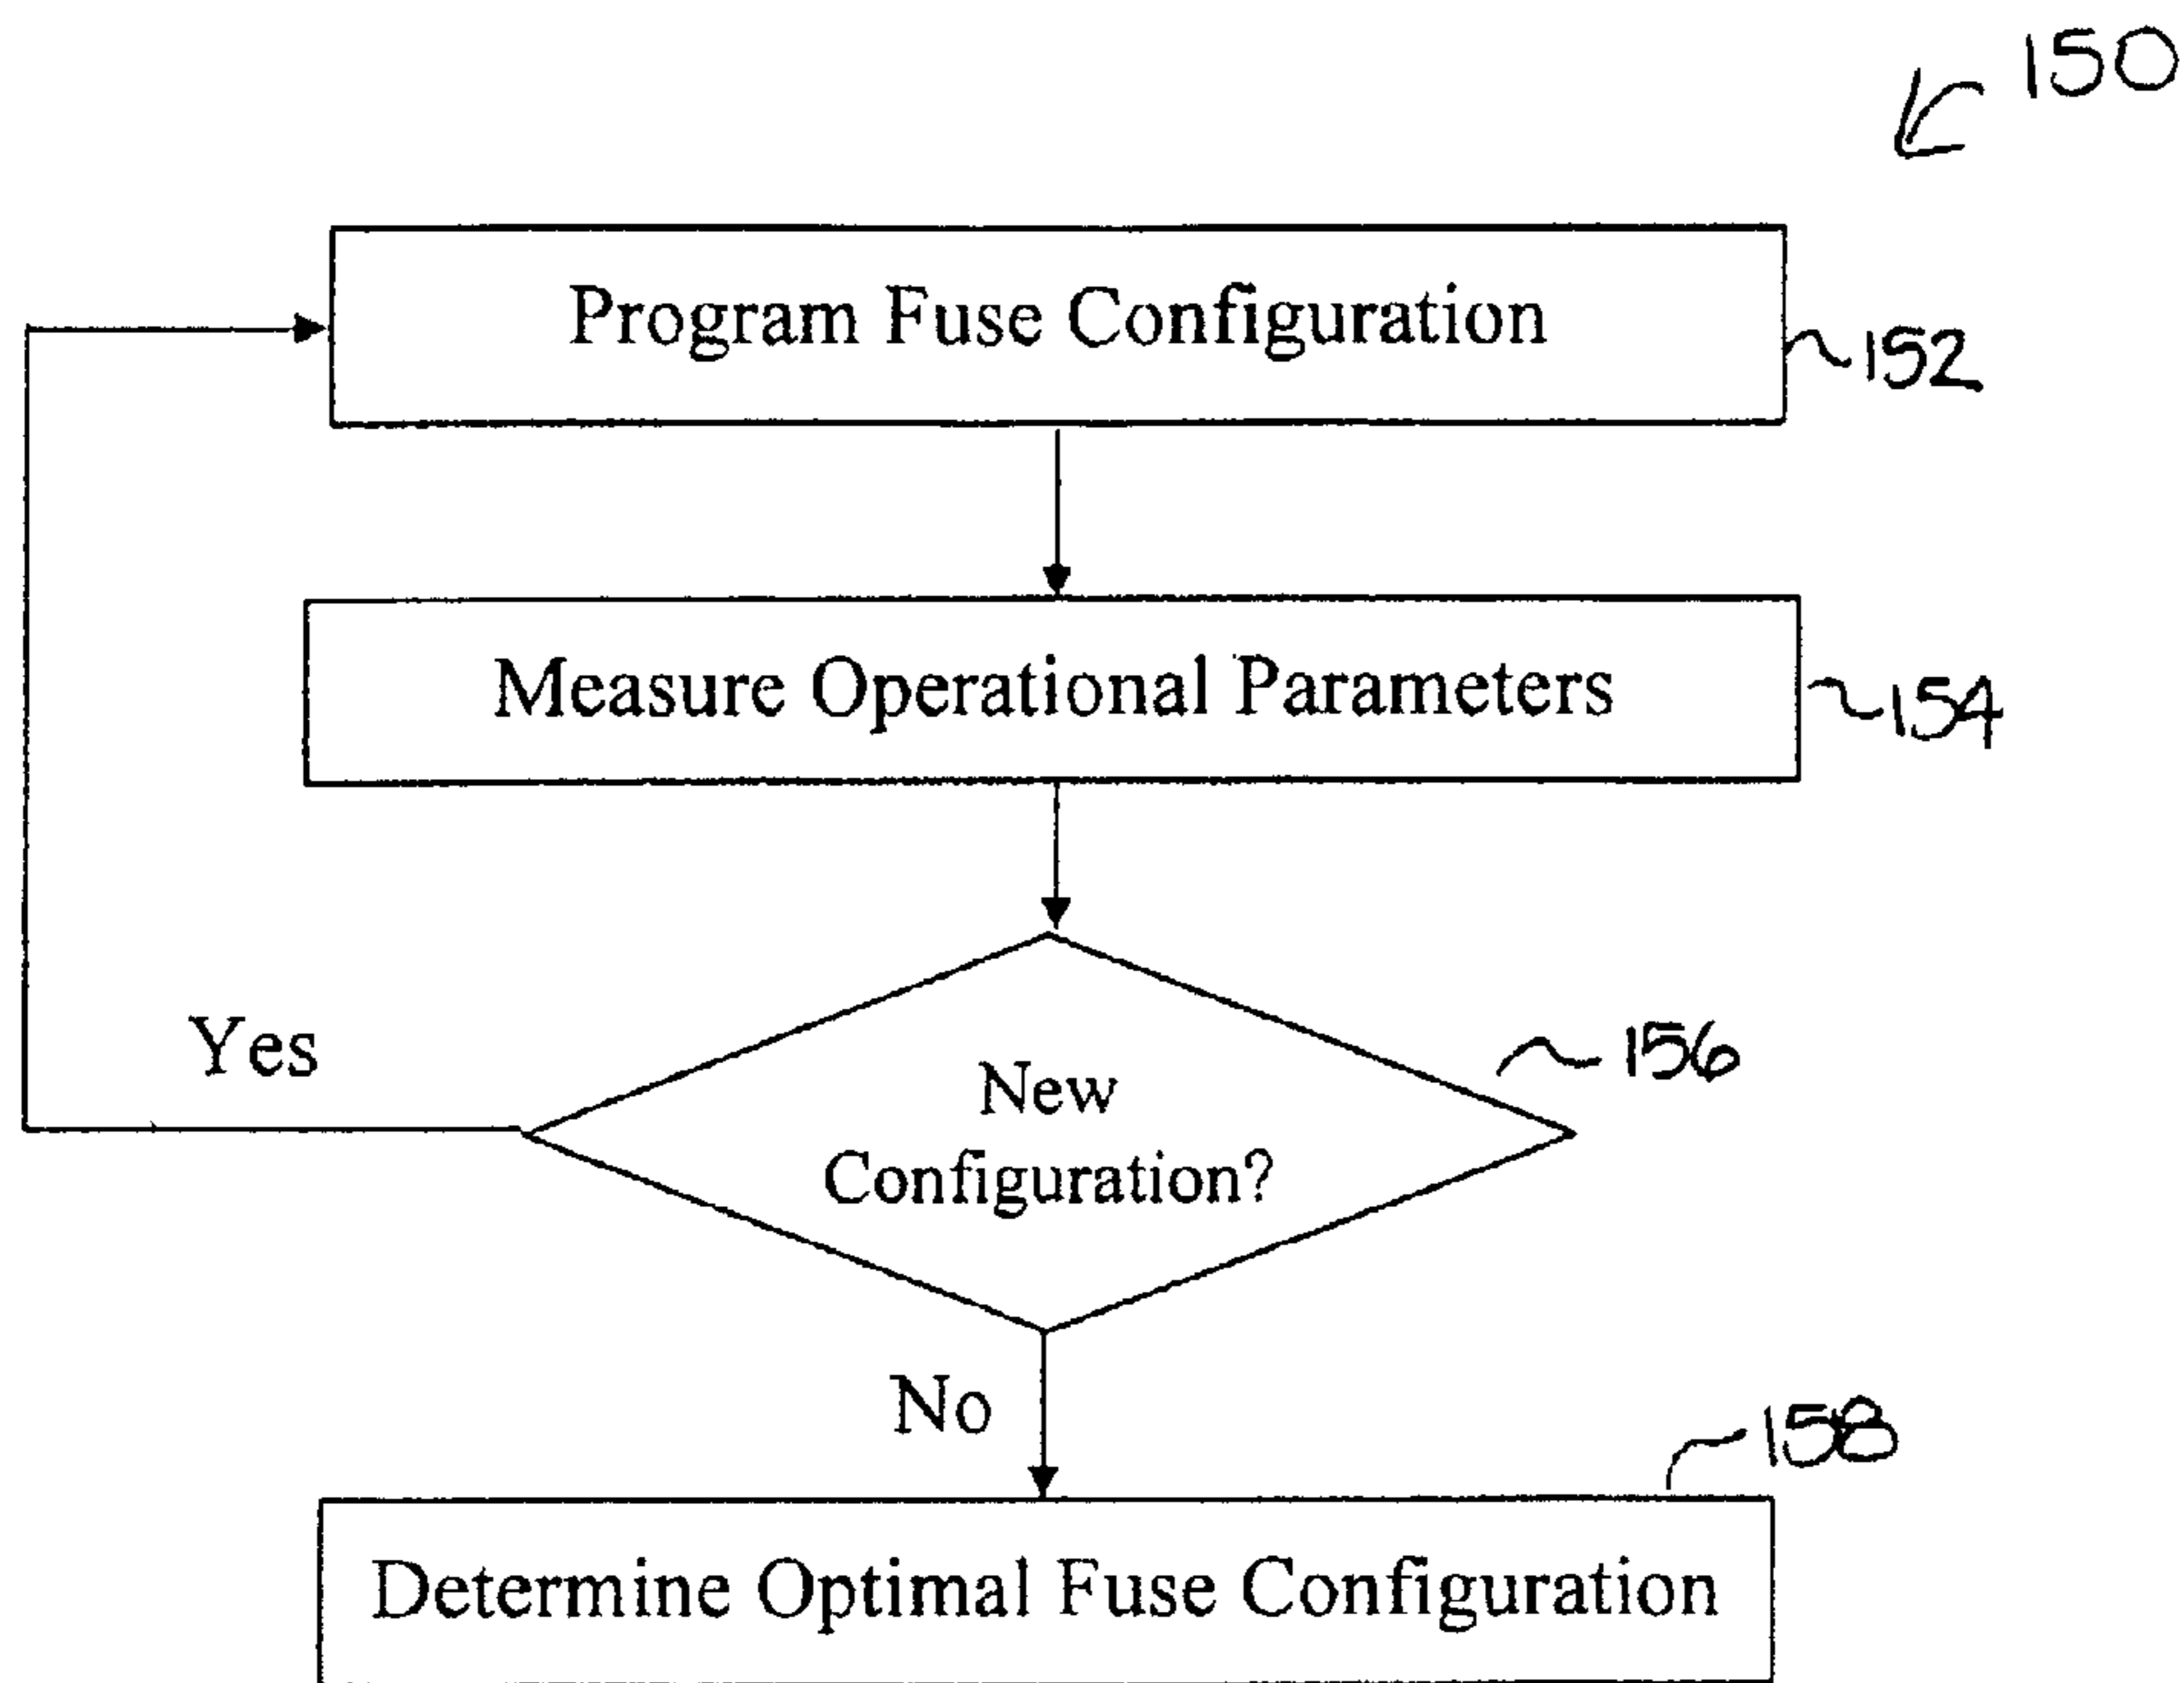 150
Program Fuse Configuration
152
Measure Operational Parameters
154
Yes
New
Configuration?
156
No
158
Determine Optimal Fuse Configuration